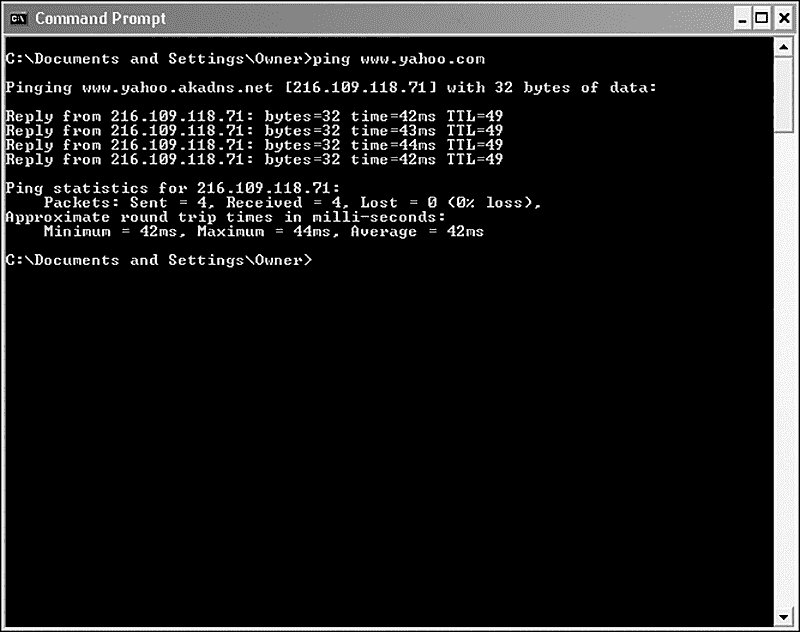 Command Prompt
C:\Documents and Settings\Owner>ping www.yahoo.com
Pinging www.yahoo.akadns.net [216.109.118.71] with 32 bytes of data:
Reply from 216.109.118.71: bytes=32 time=42ms TTL=49
Reply from 216.109.118.71: bytes=32 time=43ms TTL=49
Reply from 216.109.118.71: bytes=32 time=44ms TTL=49
Reply from 216.109.118.71: bytes=32 time=42ms TTL=49
Ping statistics for 216.109.118.71:
    Packets: Sent = 4, Received = 4, Lost = 0 (0% loss),
Approximate round trip times in milli-seconds:
    Minimum = 42ms, Maximum = 44ms, Average = 42ms
C:\Documents and Settings\Owner>